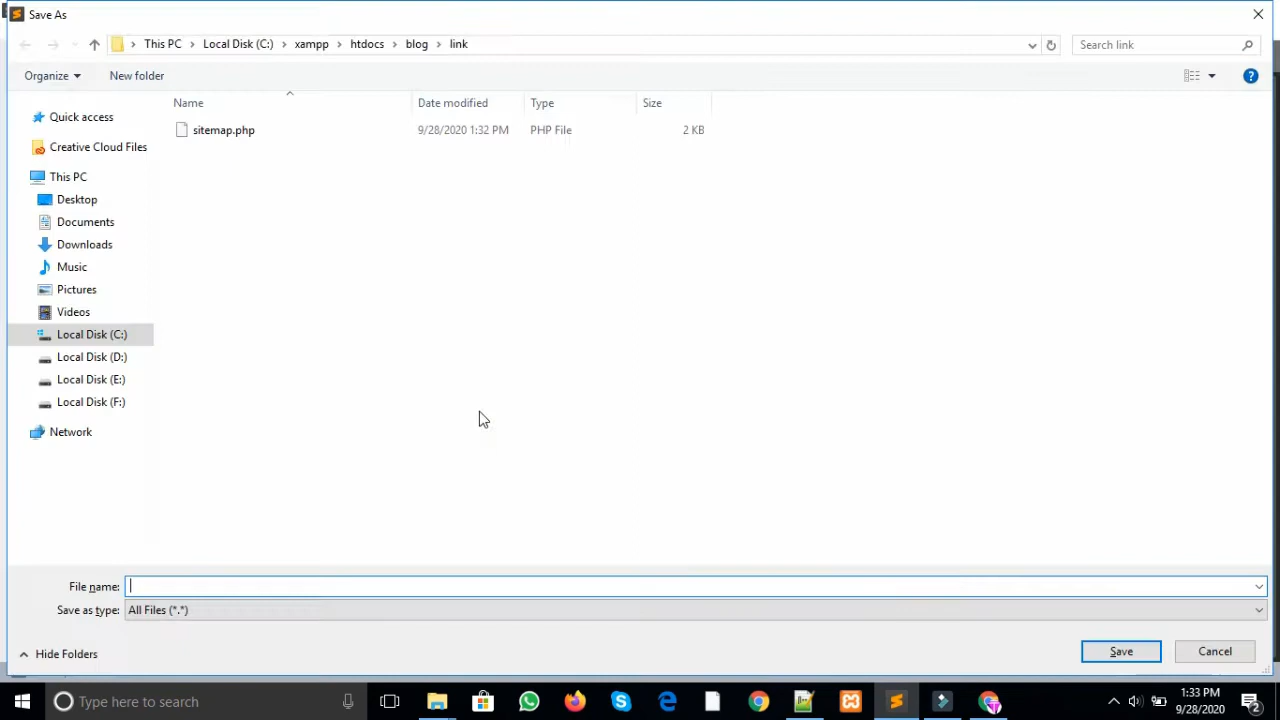 Save As
This PC
Local Disk (C:)
xampp
htdocs
blog
link
Search link
Organize
New folder
Name
Date modified
Type
Size
sitemap.php
9/28/2020 1:32 PM
PHP File
2 KB
Quick access
Creative Cloud Files
This PC
Desktop
Documents
Downloads
Music
Pictures
Videos
Local Disk (C:)
Local Disk (D:)
Local Disk (E:)
Local Disk (F:)
Network
File name:
Save as type:
All Files (*.*)
Hide Folders
Save
Cancel
Type here to search
1:33 PM
9/28/2020
2